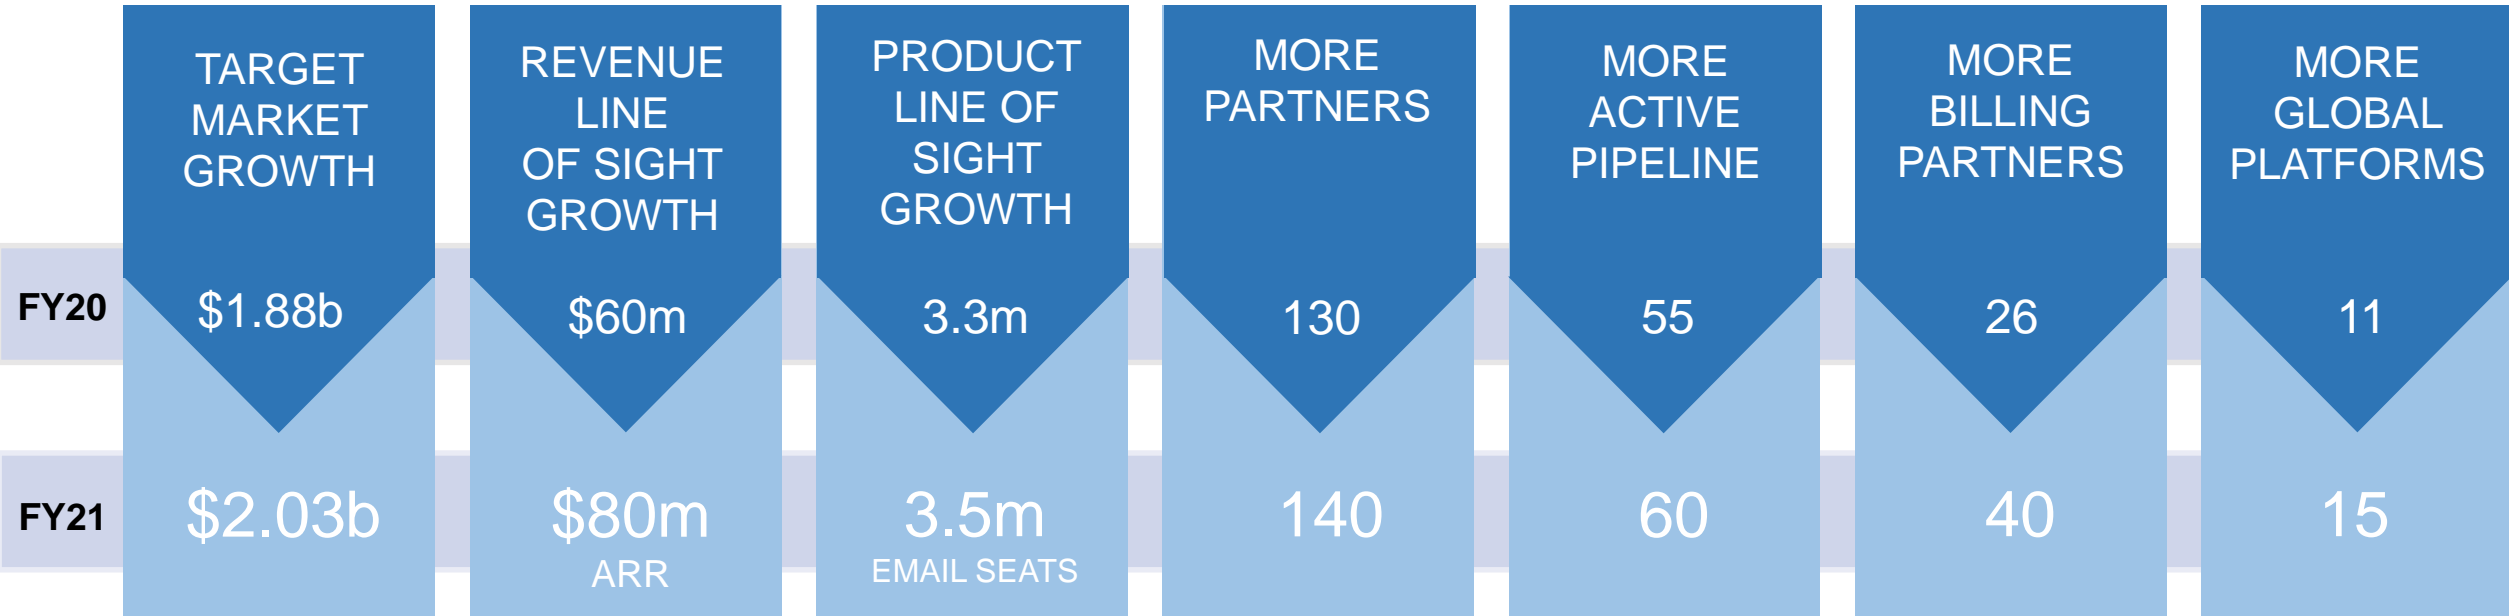 TARGET
MARKET
GROWTH
REVENUE
LINE
OF SIGHT
GROWTH
PRODUCT
LINE OF
SIGHT
GROWTH
MORE
PARTNERS
MORE
ACTIVE
PIPELINE
MORE
BILLING
PARTNERS
MORE
GLOBAL
PLATFORMS
FY20
$1.88b
$60m
3.3m
130
55
26
11
FY21
$2.03b
$80m
ARR
3.5m
EMAIL SEATS
140
60
40
15